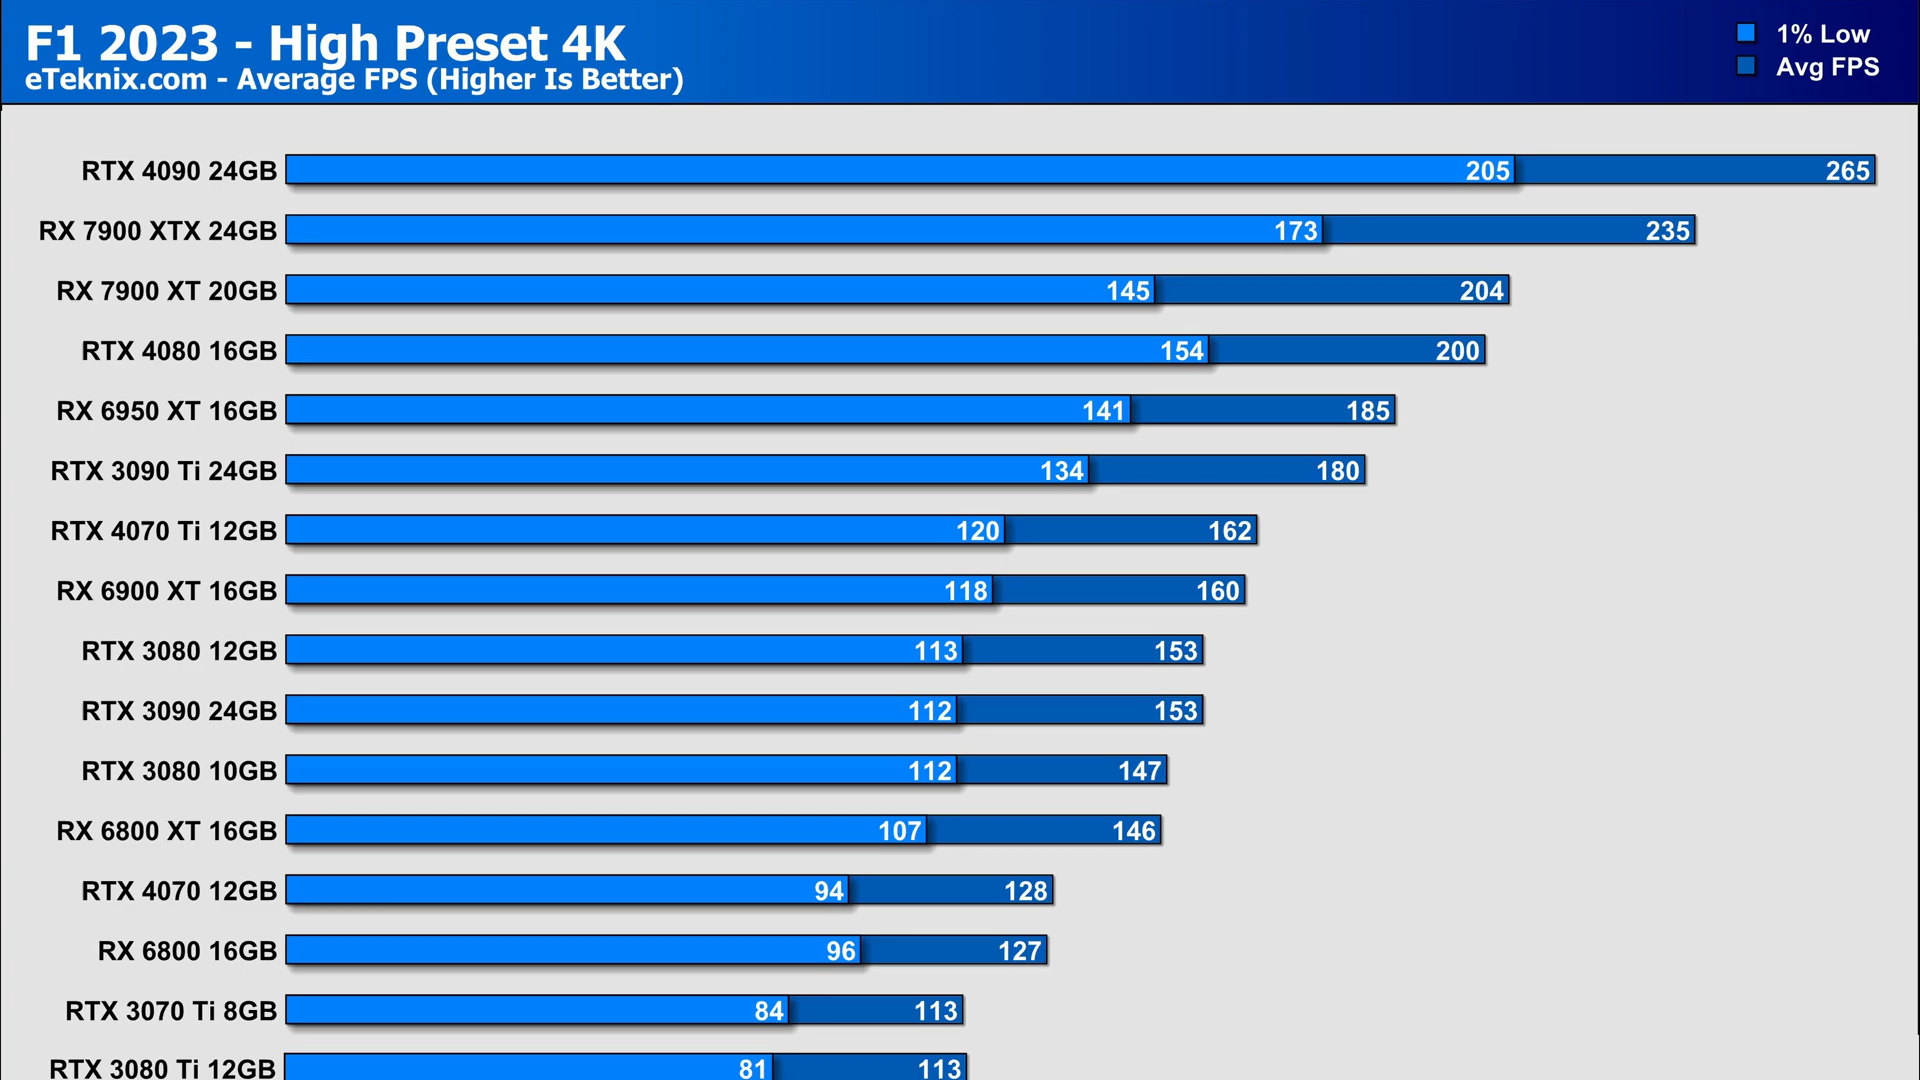 F1 2023 - High Preset 4K
eTeknix.com - Average FPS (Higher Is Better)
1% Low
Avg FPS
RTX 4090 24GB 205 265
RX 7900 XTX 24GB 173 235
RX 7900 XT 20GB 145 204
RTX 4080 16GB 154 200
RX 6950 XT 16GB 141 185
RTX 3090 Ti 24GB 134 180
RTX 4070 Ti 12GB 120 162
RX 6900 XT 16GB 118 160
RTX 3080 12GB 113 153
RTX 3090 24GB 112 153
RTX 3080 10GB 112 147
RX 6800 XT 16GB 107 146
RTX 4070 12GB 94 128
RX 6800 16GB 96 127
RTX 3070 Ti 8GB 84 113
RTX 3080 Ti 12GB 81 113